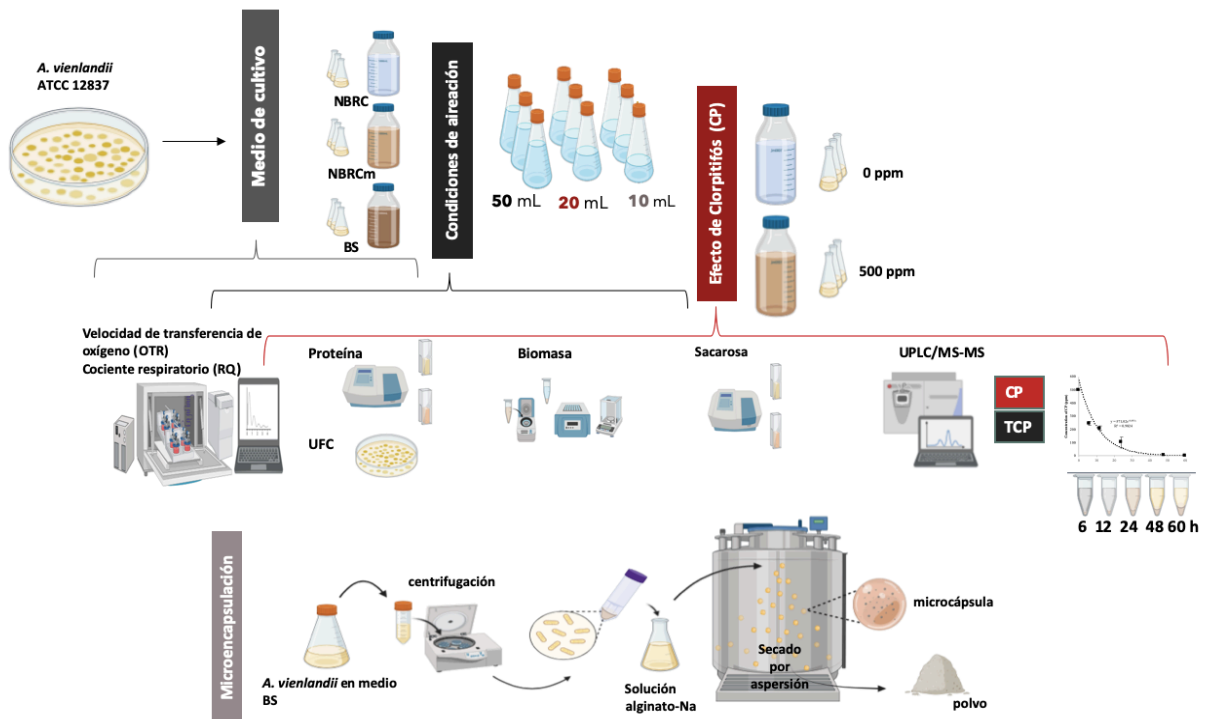 A. vienlandii
ATCC 12837
Medio de cultivo
NBRC
NBRCm
BS
Condiciones de aireación
50 mL
20 mL
10 mL
Efecto de Clorpitifós (CP)
0 ppm
500 ppm
Velocidad de transferencia de
oxígeno (OTR)
Cociente respiratorio (RQ)
Proteína
UFC
Biomasa
Sacarosa
UPLC/MS-MS
CP
TCP
6 12 24 48 60 h
Microencapsulación
A. vienlandii en medio
BS
centrifugación
Solución
alginato-Na
Secado
por
aspersión
microcápsula
polvo